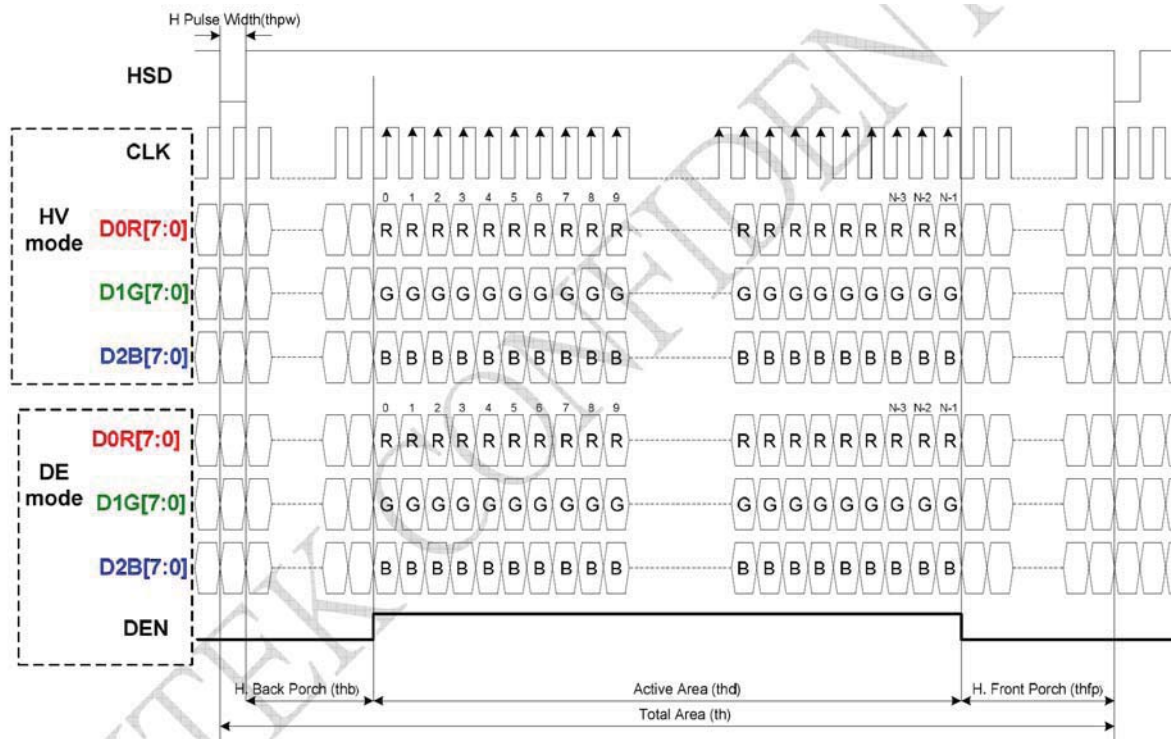 H Pulse Width(thpw)
HSD
CLK
HV mode
0 1 2 3 4 5 6 7 8 9 N-3 N-2 N-1
D0R[7:0] R R R R R R R R R R R R R R R R R R R
D1G[7:0] G G G G G G G G G G G G G G G G G G G
D2B[7:0] B B B B B B B B B B B B B B B B B B B
DE mode
0 1 2 3 4 5 6 7 8 9 N-3 N-2 N-1
D0R[7:0] R R R R R R R R R R R R R R R R R R R
D1G[7:0] G G G G G G G G G G G G G G G G G G G
D2B[7:0] B B B B B B B B B B B B B B B B B B B
DEN
H. Back Porch (thb) Active Area (thd) H. Front Porch (thfp)
Total Area (th)
ITEK CONFIDENT